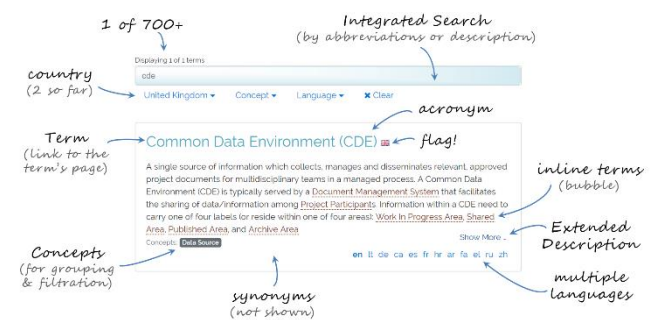 1 of 700+
Integrated Search
(by abbreviations or description)
Displaying 1 of 1 terms
country
(2 so far)
cde
United Kingdom
Concept
Language
✖ Clear
acronym
Term
(link to the
term's page)
Common Data Environment (CDE)
flag!
A single source of information which collects, manages and disseminates relevant, approved
project documents for multidisciplinary teams in a managed process. A Common Data
Environment (CDE) is typically served by a Document Management System that facilitates
the sharing of data/information among Project Participants. Information within a CDE need to
carry one of four labels (or reside within one of four areas): Work In Progress Area, Shared
Area, Published Area, and Archive Area
inline terms
(bubble)
Show More ..
Extended
Description
Concepts: Data Source
Concepts
(for grouping
& filtration)
en it de ca es fr hr ar fa el ru zh
synonyms
(not shown)
multiple
languages